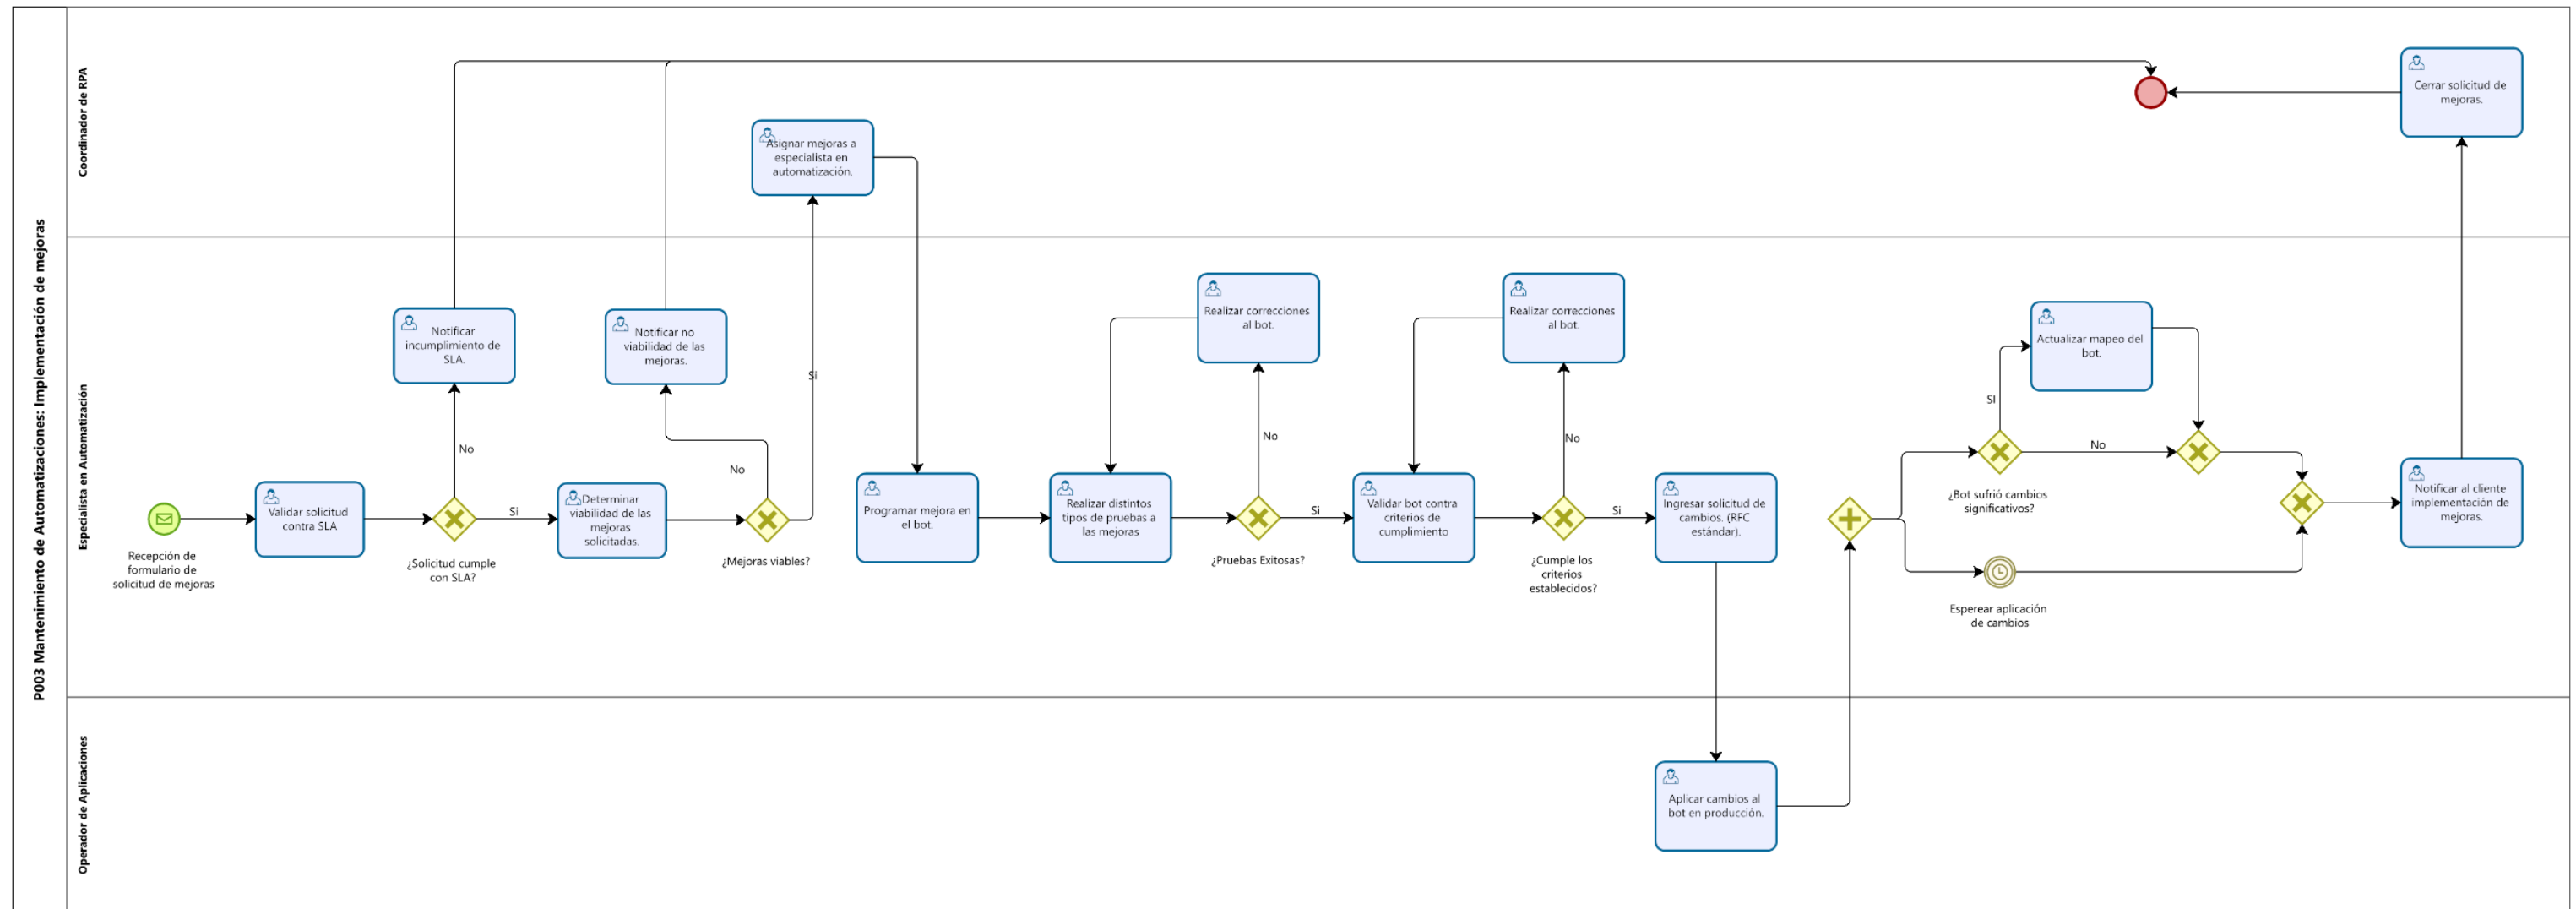 P003 Mantenimiento de Automatizaciones: Implementación de mejoras
Coordinador de RPA
Asignar mejoras a
especialista en
automatización.
Cerrar solicitud de
mejoras.
Especialista en Automatización
Recepción de
formulario de
solicitud de mejoras
Validar solicitud
contra SLA
¿Solicitud cumple
con SLA?
No
Notificar
incumplimiento de
SLA.
Si
Determinar
viabilidad de las
mejoras
solicitadas.
¿Mejoras viables?
No
Notificar no
viabilidad de las
mejoras.
Si
Programar mejora en
el bot.
Realizar distintos
tipos de pruebas a
las mejoras
¿Pruebas Exitosas?
No
Realizar correcciones
al bot.
Si
Validar bot contra
criterios de
cumplimiento
¿Cumple los
criterios
establecidos?
No
Realizar correcciones
al bot.
Si
Ingresar solicitud de
cambios. (RFC
estándar).
¿Bot sufrió cambios
significativos?
SI
Actualizar mapeo del
bot.
No
Esperear aplicación
de cambios
Notificar al cliente
implementación de
mejoras.
Operador de Aplicaciones
Aplicar cambios al
bot en producción.